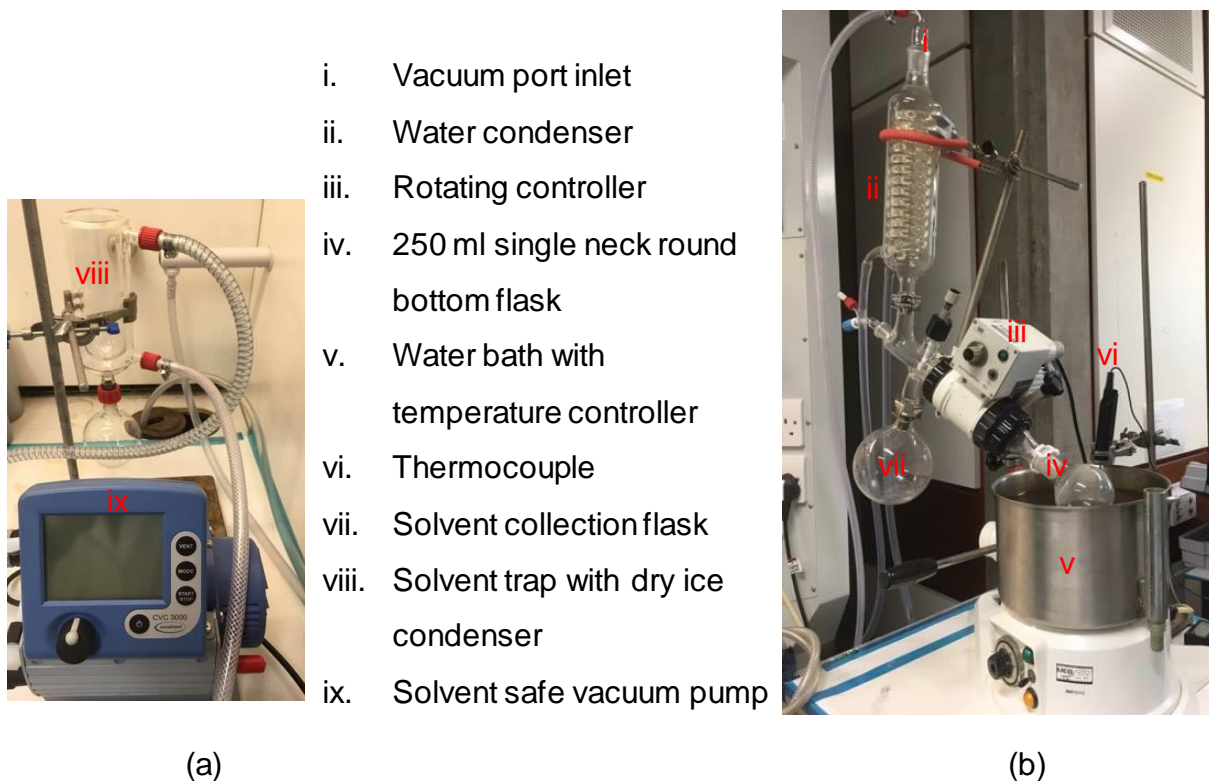 i. Vacuum port inlet
ii. Water condenser
iii. Rotating controller
iv. 250 ml single neck round
bottom flask
v. Water bath with
temperature controller
vi. Thermocouple
vii. Solvent collection flask
viii. Solvent trap with dry ice
condenser
ix. Solvent safe vacuum pump
viii
ix
VENT
MODE
START
STOP
CVC 3000
i
ii
iii
vi
iv
vii
v
(a)
(b)